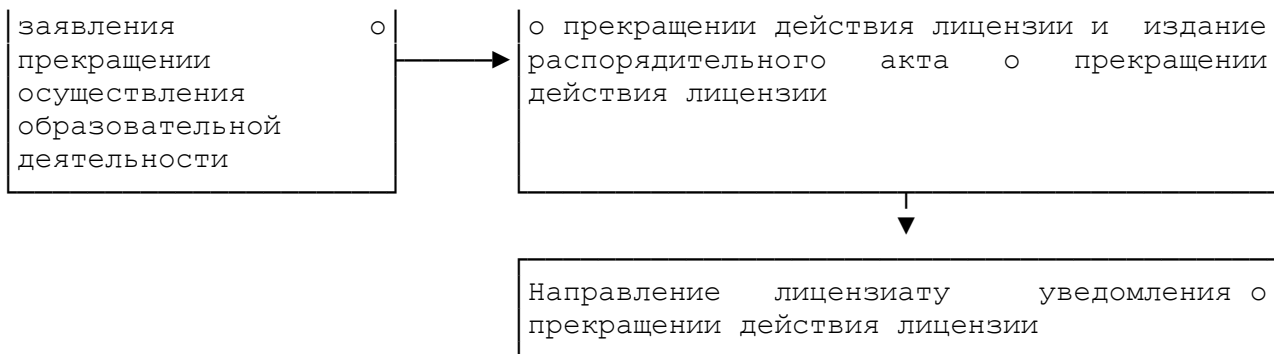 заявления о
прекращении
осуществления
образовательной
деятельности
о прекращении действия лицензии и издание
распорядительного акта о прекращении
действия лицензии
Направление лицензиату уведомления о
прекращении действия лицензии